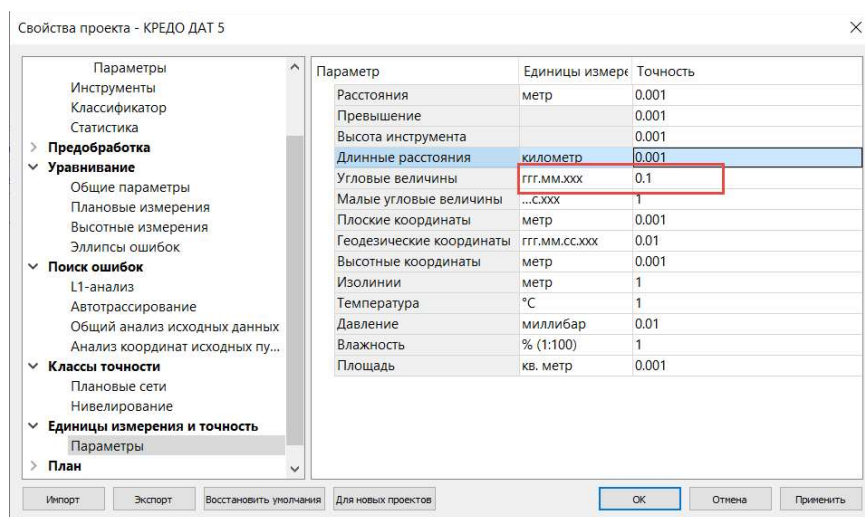 Свойства проекта - КРЕДО ДАТ 5
Параметры
Инструменты
Классификатор
Статистика
Предобработка
Уравнивание
Общие параметры
Плановые измерения
Высотные измерения
Эллипсы ошибок
Поиск ошибок
L1-анализ
Автотрассирование
Общий анализ исходных данных
Анализ координат исходных пу...
Классы точности
Плановые сети
Нивелирование
Единицы измерения и точность
Параметры
План
Параметр Единицы измере Точность
Расстояния метр 0.001
Превышение 0.001
Высота инструмента 0.001
Длинные расстояния километр 0.001
Угловые величины ггг.мм.xxx 0.1
Малые угловые величины ...с.xxx 1
Плоские координаты метр 0.001
Геодезические координаты ггг.мм.сс.xxx 0.01
Высотные координаты метр 0.001
Изолинии метр 1
Температура °C 1
Давление миллибар 0.01
Влажность % (1:100) 1
Площадь кв. метр 0.001
Импорт Экспорт Восстановить умолчания Для новых проектов OK Отмена Применить